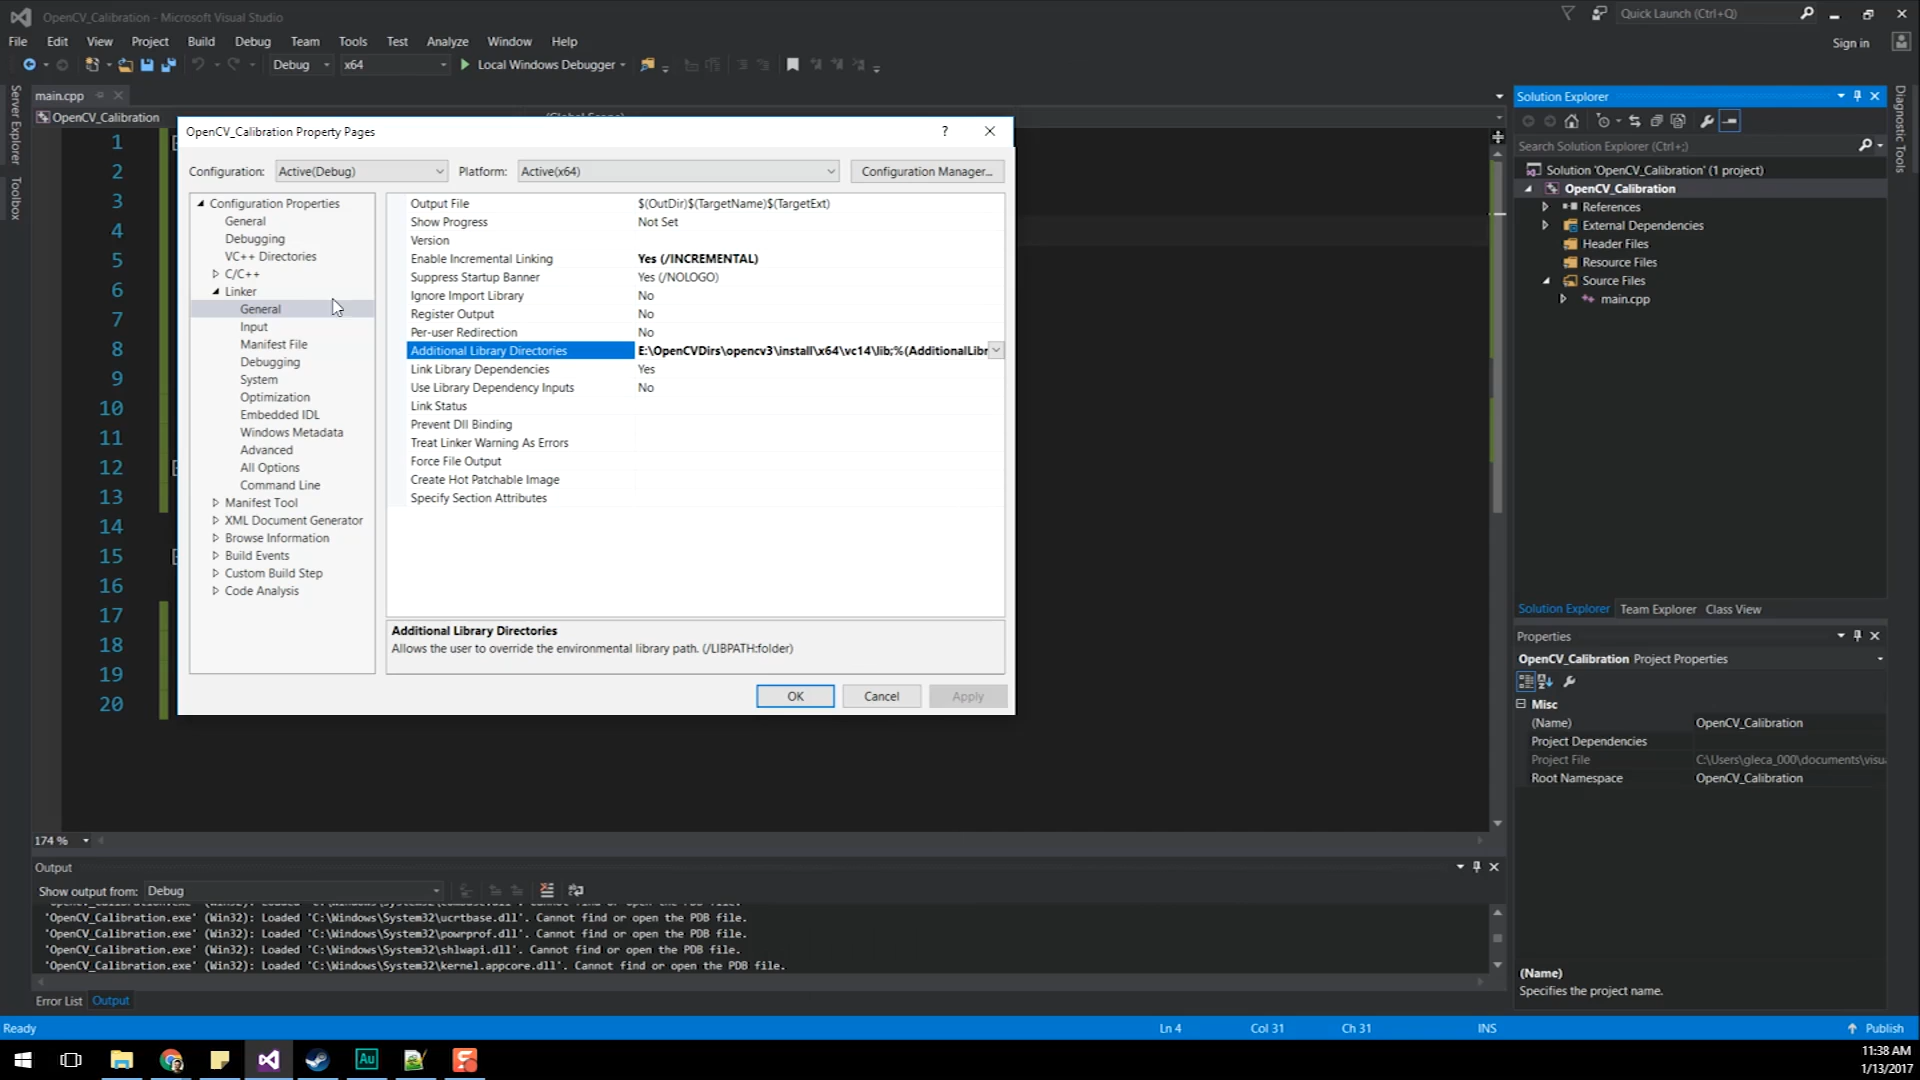 OpenCV_Calibration - Microsoft Visual Studio
Quick Launch (Ctrl+Q)
File Edit View Project Build Debug Team Tools Test Analyze Window Help
Sign in
Debug x64 Local Windows Debugger
Server Explorer
Toolbox
main.cpp
OpenCV_Calibration
1
2
3
4
5
6
7
8
9
10
11
12
13
14
15
16
17
18
19
20
OpenCV_Calibration Property Pages
?
Configuration: Active(Debug) Platform: Active(x64) Configuration Manager...
Configuration Properties
General
Debugging
VC++ Directories
C/C++
Linker
General
Input
Manifest File
Debugging
System
Optimization
Embedded IDL
Windows Metadata
Advanced
All Options
Command Line
Manifest Tool
XML Document Generator
Browse Information
Build Events
Custom Build Step
Code Analysis
Output File $(OutDir)$(TargetName)$(TargetExt)
Show Progress Not Set
Version
Enable Incremental Linking Yes (/INCREMENTAL)
Suppress Startup Banner Yes (/NOLOGO)
Ignore Import Library No
Register Output No
Per-user Redirection No
Additional Library Directories E:\OpenCVDirs\opencv3\install\x64\vc14\lib;%(AdditionalLibr
Link Library Dependencies Yes
Use Library Dependency Inputs No
Link Status
Prevent Dll Binding
Treat Linker Warning As Errors
Force File Output
Create Hot Patchable Image
Specify Section Attributes
Additional Library Directories
Allows the user to override the environmental library path. (/LIBPATH:folder)
OK Cancel Apply
Solution Explorer
Search Solution Explorer (Ctrl+;)
Solution 'OpenCV_Calibration' (1 project)
OpenCV_Calibration
References
External Dependencies
Header Files
Resource Files
Source Files
main.cpp
Solution Explorer Team Explorer Class View
Diagnostic Tools
Properties
OpenCV_Calibration Project Properties
Misc
(Name) OpenCV_Calibration
Project Dependencies
Project File C:\Users\gleca_000\documents\visu
Root Namespace OpenCV_Calibration
(Name)
Specifies the project name.
174 %
Output
Show output from: Debug
'OpenCV_Calibration.exe' (Win32): Loaded 'C:\Windows\System32\ucrtbase.dll'. Cannot find or open the PDB file.
'OpenCV_Calibration.exe' (Win32): Loaded 'C:\Windows\System32\powrprof.dll'. Cannot find or open the PDB file.
'OpenCV_Calibration.exe' (Win32): Loaded 'C:\Windows\System32\shlwapi.dll'. Cannot find or open the PDB file.
'OpenCV_Calibration.exe' (Win32): Loaded 'C:\Windows\System32\kernel.appcore.dll'. Cannot find or open the PDB file.
Error List Output
Ready Ln 4 Col 31 Ch 31 INS Publish
Au
11:38 AM
1/13/2017